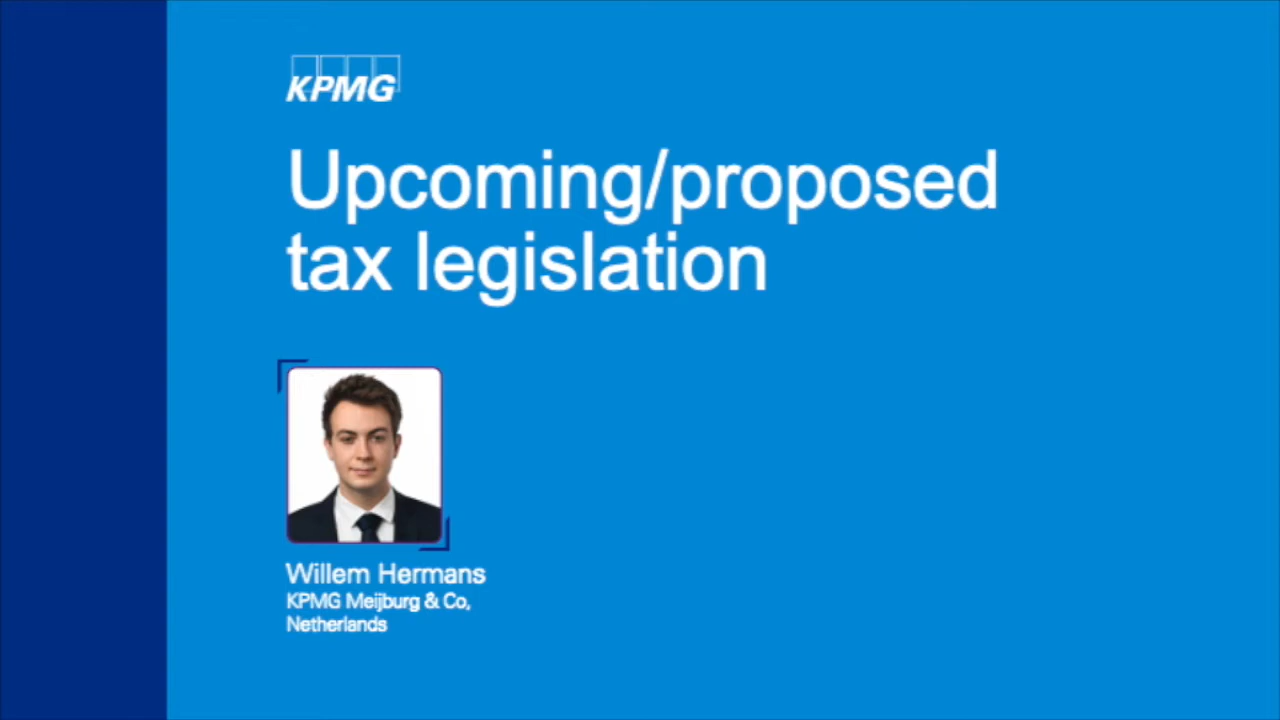 KPMG
Upcoming/proposed
tax legislation
Willem Hermans
KPMG Meijburg & Co,
Netherlands